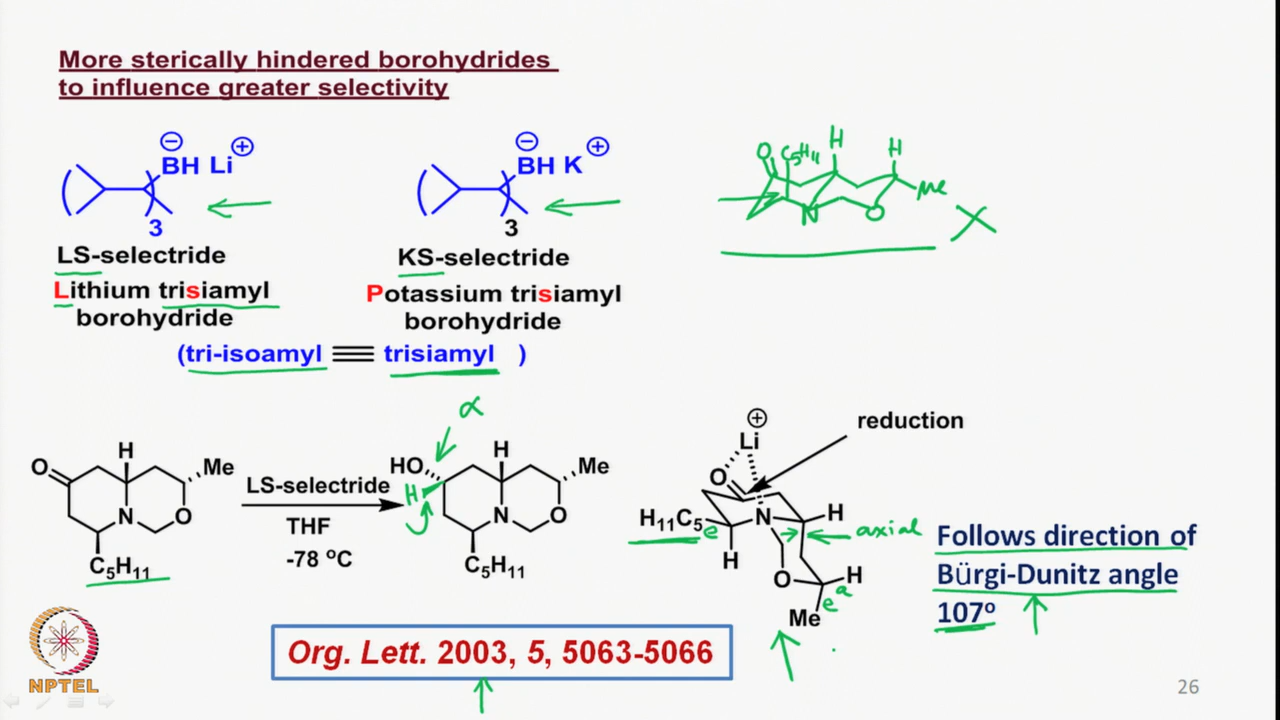 More sterically hindered borohydrides
to influence greater selectivity
BH Li
3
LS-selectride
Lithium trisiamyl
borohydride
BH K
3
KS-selectride
Potassium trisiamyl
borohydride
(tri-isoamyl ≡ trisiamyl )
O C5H11 H H
Me
N O
X
O H Me
N O
C5H11
LS-selectride
THF
-78 °C
α
HO H Me
H
N O
C5H11
Li
reduction
O
H11C5 e N H axial
H
O H
e a
Me
Follows direction of
Bürgi-Dunitz angle
107o
Org. Lett. 2003, 5, 5063-5066
NPTEL
26